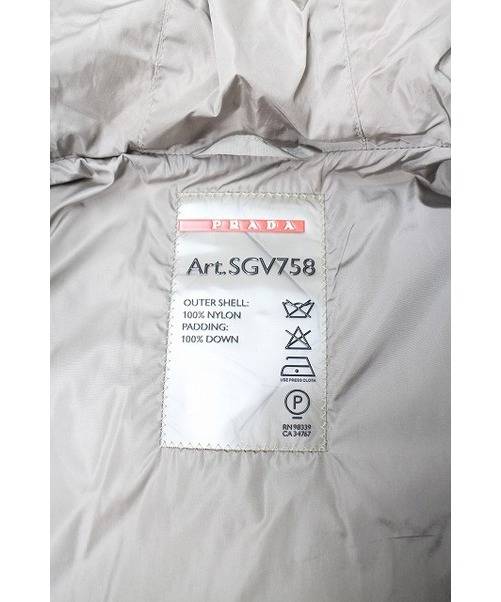 PRADA
Art.SGV758
OUTER SHELL:
100% NYLON
PADDING:
100% DOWN
USE PRESS CLOTH
P
RN 98339
CA 34767